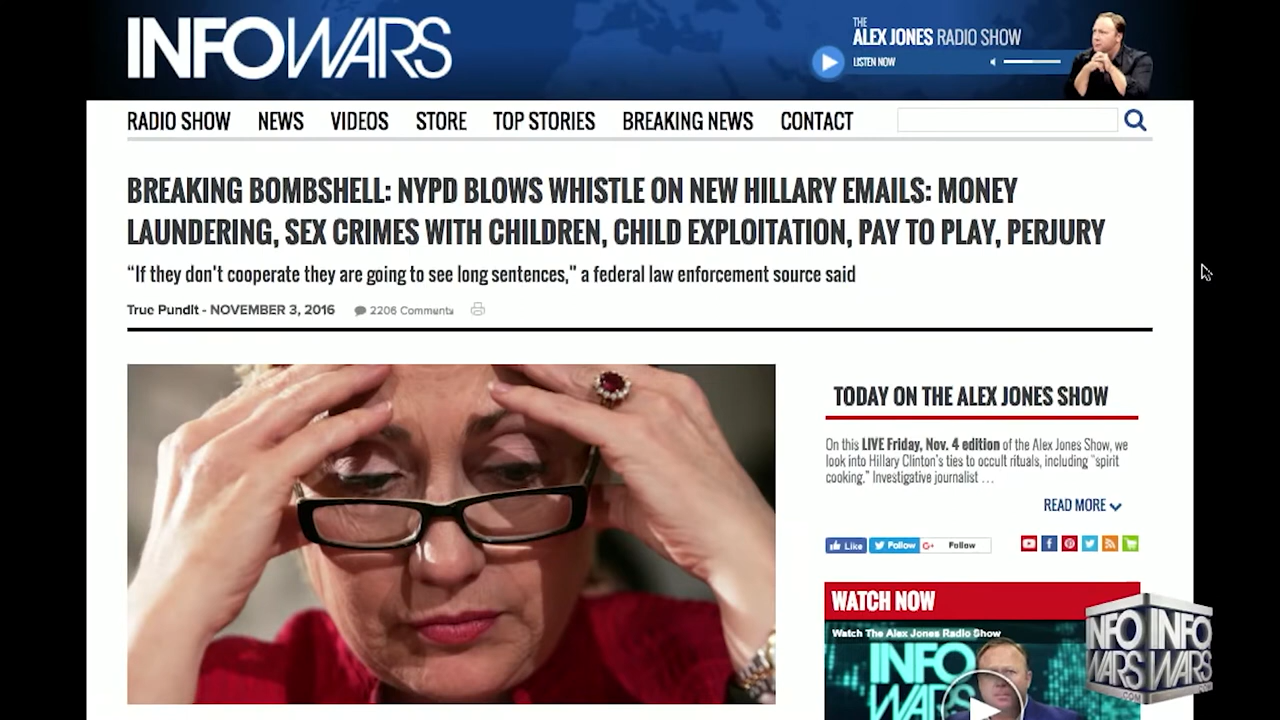 INFOWARS
THE
ALEX JONES RADIO SHOW
LISTEN NOW
RADIO SHOW NEWS VIDEOS STORE TOP STORIES BREAKING NEWS CONTACT
BREAKING BOMBSHELL: NYPD BLOWS WHISTLE ON NEW HILLARY EMAILS: MONEY
LAUNDERING, SEX CRIMES WITH CHILDREN, CHILD EXPLOITATION, PAY TO PLAY, PERJURY
“If they don't cooperate they are going to see long sentences," a federal law enforcement source said
True Pundit - NOVEMBER 3, 2016 2206 Comments
TODAY ON THE ALEX JONES SHOW
On this LIVE Friday, Nov. 4 edition of the Alex Jones Show, we
look into Hillary Clinton's ties to occult rituals, including "spirit
cooking." Investigative journalist ...
READ MORE
Like Follow G+ Follow
WATCH NOW
Watch The Alex Jones Radio Show
INFO
WARS
INFO INFO
WARS WARS
.COM